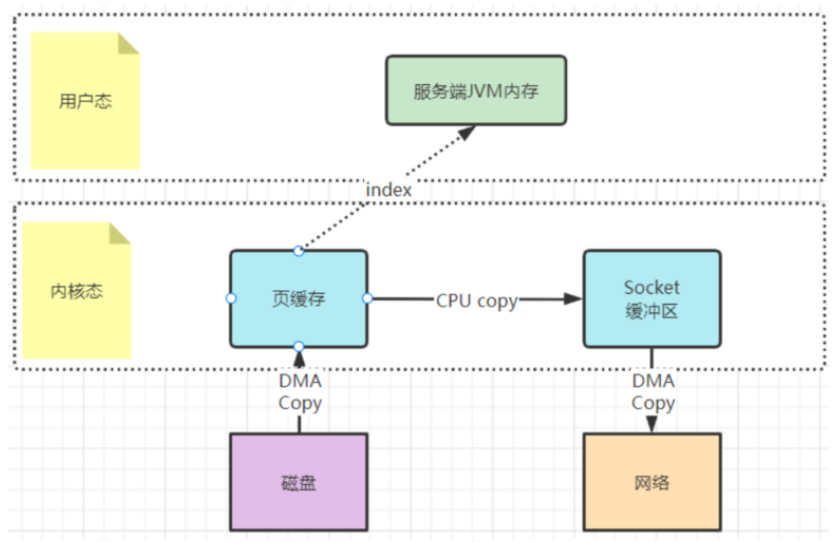 用户态
服务端JVM内存
index
内核态
页缓存
CPU copy
Socket
缓冲区
DMA
Copy
DMA
Copy
磁盘
网络